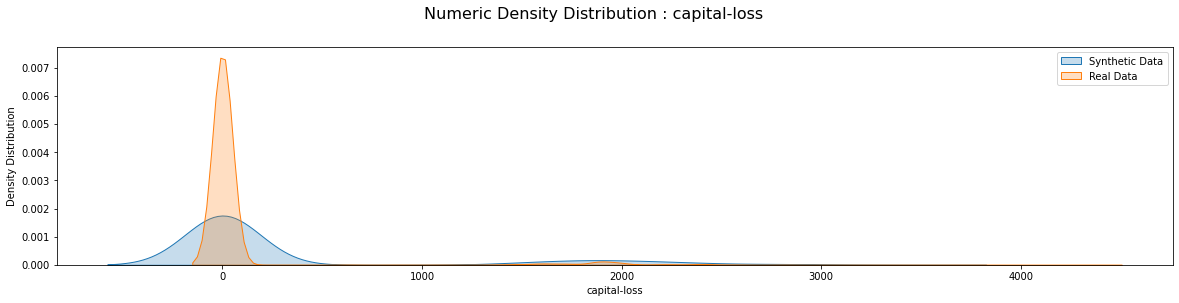 Numeric Density Distribution : capital-loss
Synthetic Data
Real Data
Density Distribution
0.007
0.006
0.005
0.004
0.003
0.002
0.001
0.000
0
1000
2000
3000
4000
capital-loss